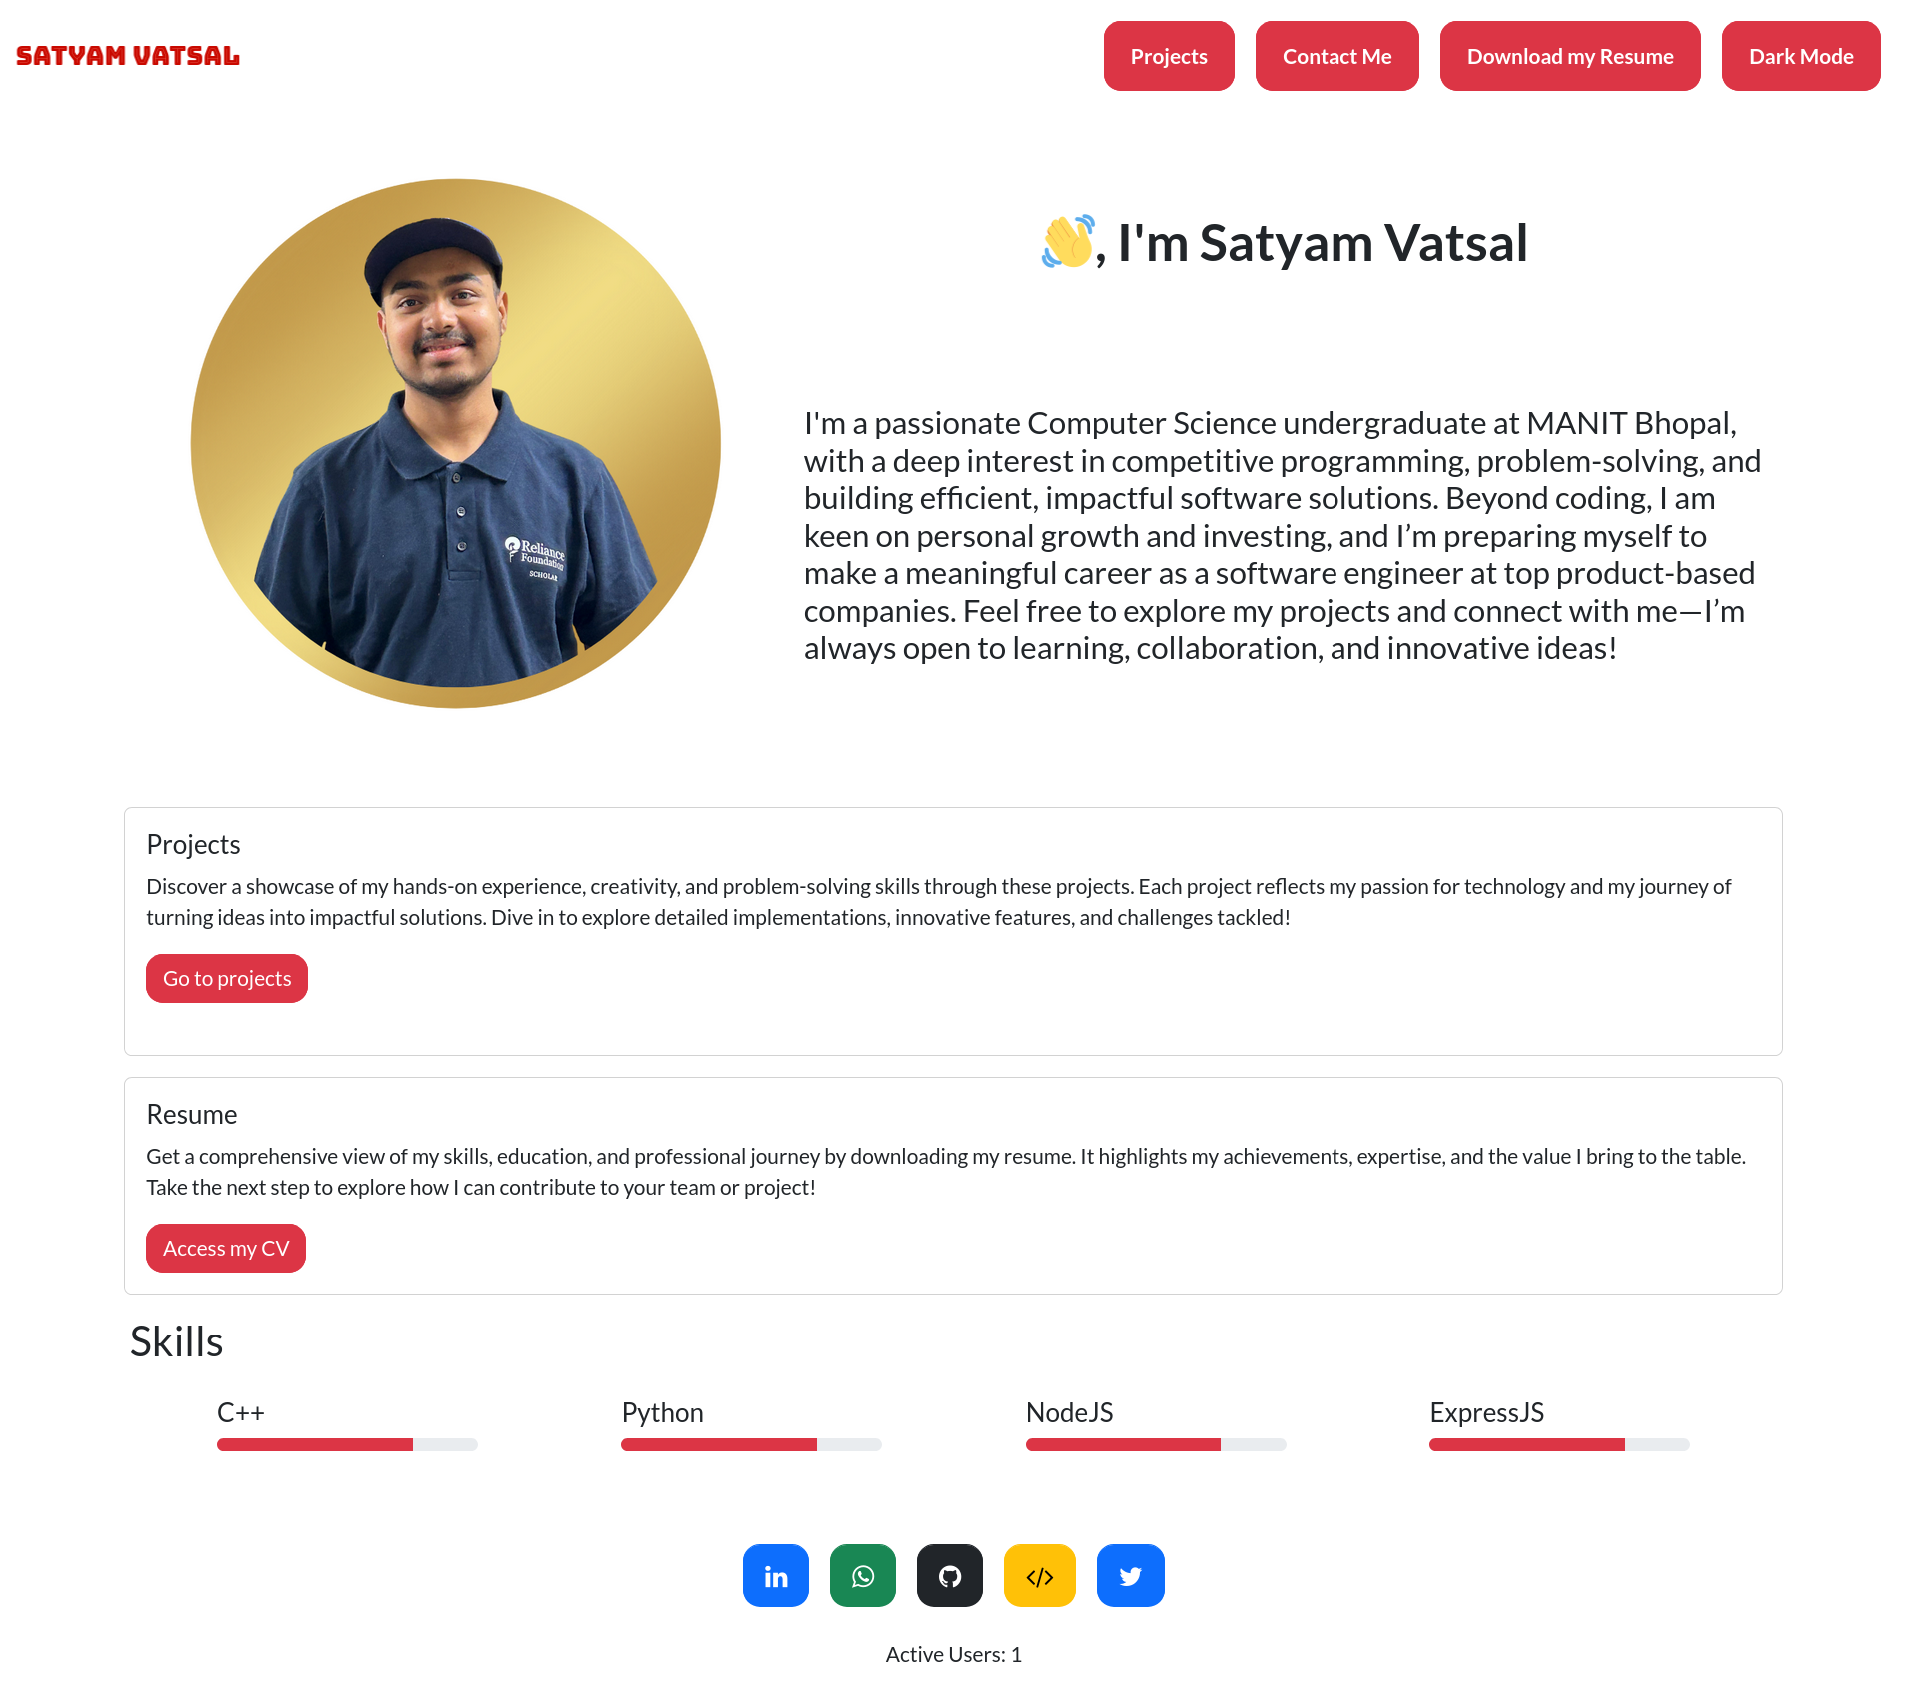 SATYAM VATSAL
Projects
Contact Me
Download my Resume
Dark Mode
👋, I'm Satyam Vatsal
Reliance
Foundation
SCHOLAR
I'm a passionate Computer Science undergraduate at MANIT Bhopal,
with a deep interest in competitive programming, problem-solving, and
building efficient, impactful software solutions. Beyond coding, I am
keen on personal growth and investing, and I’m preparing myself to
make a meaningful career as a software engineer at top product-based
companies. Feel free to explore my projects and connect with me—I’m
always open to learning, collaboration, and innovative ideas!
Projects
Discover a showcase of my hands-on experience, creativity, and problem-solving skills through these projects. Each project reflects my passion for technology and my journey of
turning ideas into impactful solutions. Dive in to explore detailed implementations, innovative features, and challenges tackled!
Go to projects
Resume
Get a comprehensive view of my skills, education, and professional journey by downloading my resume. It highlights my achievements, expertise, and the value I bring to the table.
Take the next step to explore how I can contribute to your team or project!
Access my CV
Skills
C++
Python
NodeJS
ExpressJS
in
</>
Active Users: 1